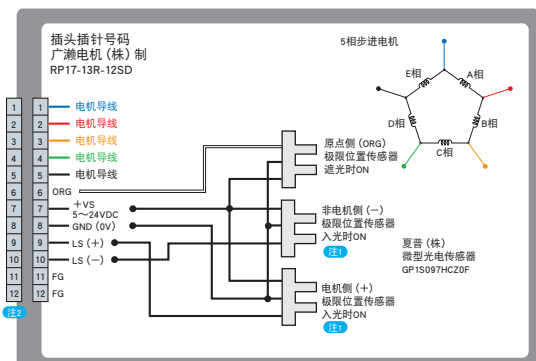 插头插针号码
广濑电机（株）制
RP17-13R-12SD
5相步进电机
E相
A相
D相
B相
C相
1 1 电机导线
2 2 电机导线
3 3 电机导线
4 4 电机导线
5 5 电机导线
6 6 ORG
7 7 +VS
5～24VDC
8 8 GND（0V）
9 9 LS（+）
10 10 LS（−）
11 11 FG
12 12 FG
注2
原点侧（ORG）
极限位置传感器
遮光时ON
非电机侧（−）
极限位置传感器
入光时ON
注1
电机侧（+）
极限位置传感器
入光时ON
注1
夏普（株）
微型光电传感器
GP1S097HCZ0F